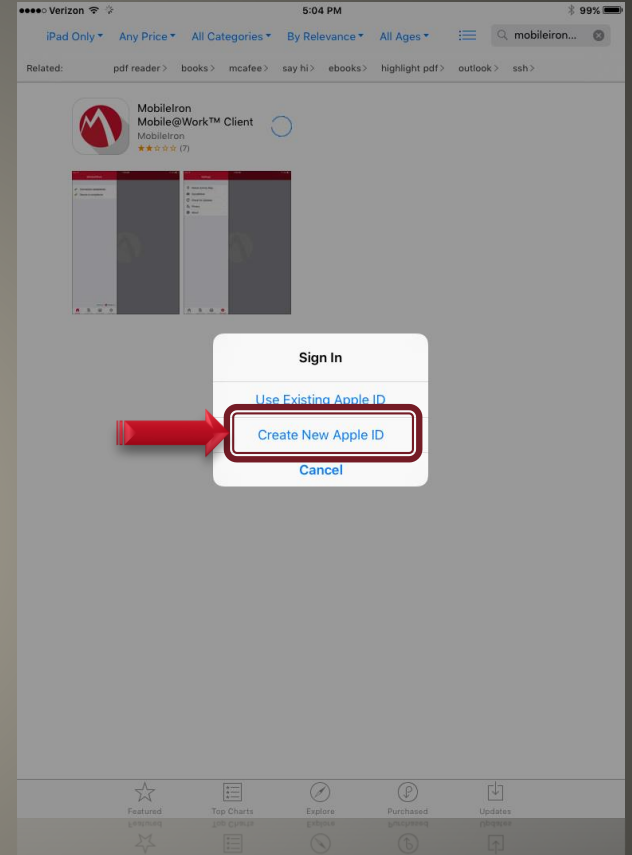 Verizon 5:04 PM 99%
iPad Only Any Price All Categories By Relevance All Ages mobileiron...
Related: pdf reader > books > mcafee > say hi > ebooks > highlight pdf > outlook > ssh >
MobileIron
Mobile@Work™ Client
MobileIron
★★☆☆☆ (7)
Sign In
Use Existing Apple ID
Create New Apple ID
Cancel
Featured Top Charts Explore Purchased Updates